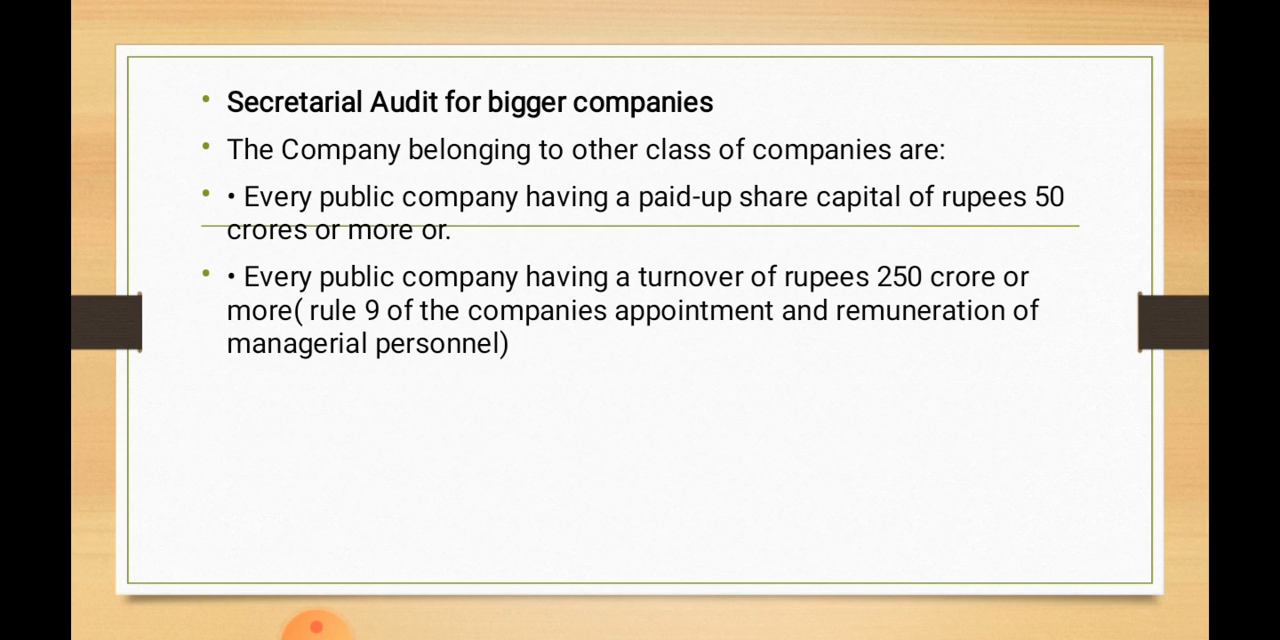 • Secretarial Audit for bigger companies
• The Company belonging to other class of companies are:
• • Every public company having a paid-up share capital of rupees 50
crores or more or.
• • Every public company having a turnover of rupees 250 crore or
more( rule 9 of the companies appointment and remuneration of
managerial personnel)